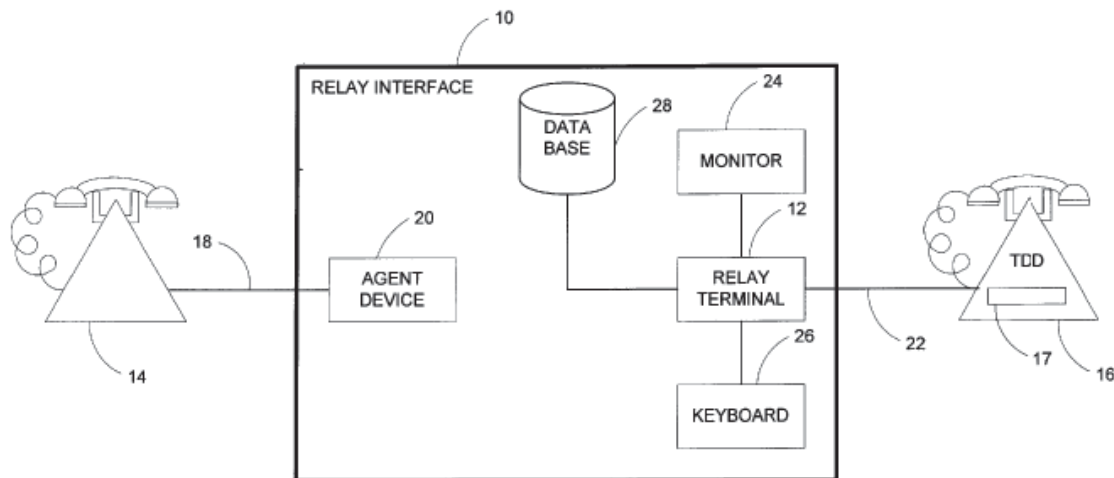 10
RELAY INTERFACE
24
28
DATA
BASE
MONITOR
12
20
18
TDD
AGENT
DEVICE
RELAY
TERMINAL
26
22
17
16
14
KEYBOARD